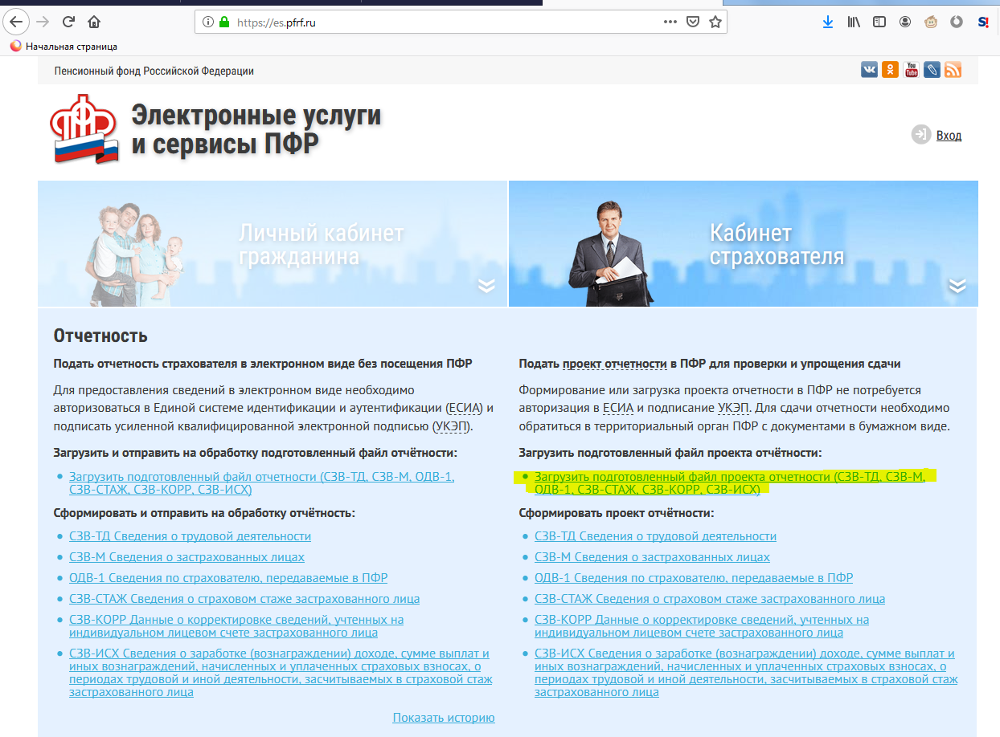 https://es.pfrf.ru
S!
Начальная страница
Пенсионный фонд Российской Федерации
You
Tube
Электронные услуги
и сервисы ПФР
Вход
Личный кабинет
гражданина
Кабинет
страхователя
Отчетность
Подать отчетность страхователя в электронном виде без посещения ПФР
Для предоставления сведений в электронном виде необходимо
авторизоваться в Единой системе идентификации и аутентификации (ЕСИА) и
подписать усиленной квалифицированной электронной подписью (УКЭП).
Загрузить и отправить на обработку подготовленный файл отчётности:
Загрузить подготовленный файл отчетности (СЗВ-ТД, СЗВ-М, ОДВ-1,
СЗВ-СТАЖ, СЗВ-КОРР, СЗВ-ИСХ)
Сформировать и отправить на обработку отчётность:
СЗВ-ТД Сведения о трудовой деятельности
СЗВ-М Сведения о застрахованных лицах
ОДВ-1 Сведения по страхователю, передаваемые в ПФР
СЗВ-СТАЖ Сведения о страховом стаже застрахованного лица
СЗВ-КОРР Данные о корректировке сведений, учтенных на
индивидуальном лицевом счете застрахованного лица
СЗВ-ИСХ Сведения о заработке (вознаграждении) доходе, сумме выплат и
иных вознаграждений, начисленных и уплаченных страховых взносах, о
периодах трудовой и иной деятельности, засчитываемых в страховой стаж
застрахованного лица
Показать историю
Подать проект отчетности в ПФР для проверки и упрощения сдачи
Формирование или загрузка проекта отчетности в ПФР не потребуется
авторизация в ЕСИА и подписание УКЭП. Для сдачи отчетности необходимо
обратиться в территориальный орган ПФР с документами в бумажном виде.
Загрузить подготовленный файл проекта отчётности:
Загрузить подготовленный файл проекта отчетности (СЗВ-ТД, СЗВ-М,
ОДВ-1, СЗВ-СТАЖ, СЗВ-КОРР, СЗВ-ИСХ)
Сформировать проект отчётности:
СЗВ-ТД Сведения о трудовой деятельности
СЗВ-М Сведения о застрахованных лицах
ОДВ-1 Сведения по страхователю, передаваемые в ПФР
СЗВ-СТАЖ Сведения о страховом стаже застрахованного лица
СЗВ-КОРР Данные о корректировке сведений, учтенных на
индивидуальном лицевом счете застрахованного лица
СЗВ-ИСХ Сведения о заработке (вознаграждении) доходе, сумме выплат и
иных вознаграждений, начисленных и уплаченных страховых взносах, о
периодах трудовой и иной деятельности, засчитываемых в страховой стаж
застрахованного лица